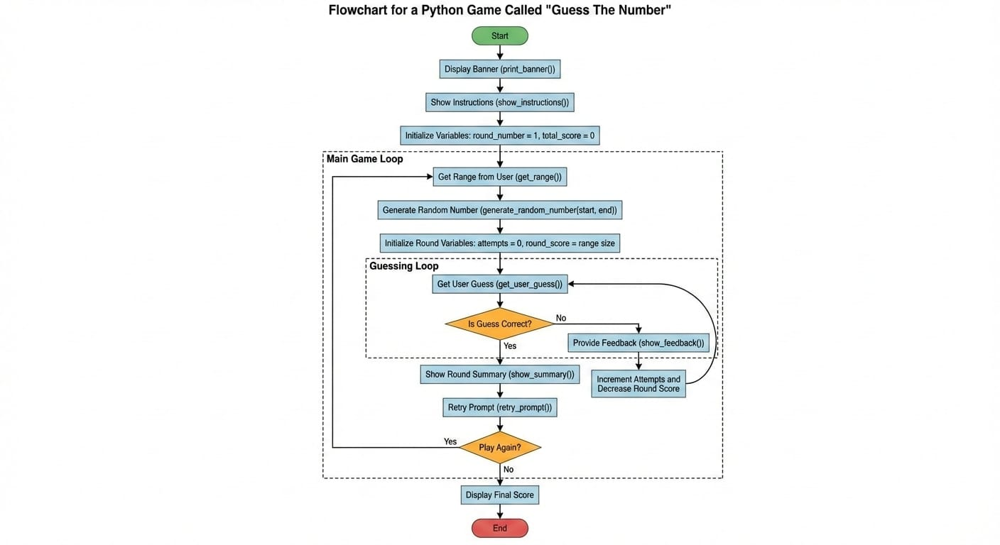 Flowchart for a Python Game Called "Guess The Number"
Start
Display Banner (print_banner())
Show Instructions (show_instructions())
Initialize Variables: round_number = 1, total_score = 0
Main Game Loop
Get Range from User (get_range())
Generate Random Number (generate_random_number(start, end))
Initialize Round Variables: attempts = 0, round_score = range size
Guessing Loop
Get User Guess (get_user_guess())
Is Guess Correct?
No
Provide Feedback (show_feedback())
Yes
Show Round Summary (show_summary())
Increment Attempts and
Decrease Round Score
Retry Prompt (retry_prompt())
Yes
Play Again?
No
Display Final Score
End